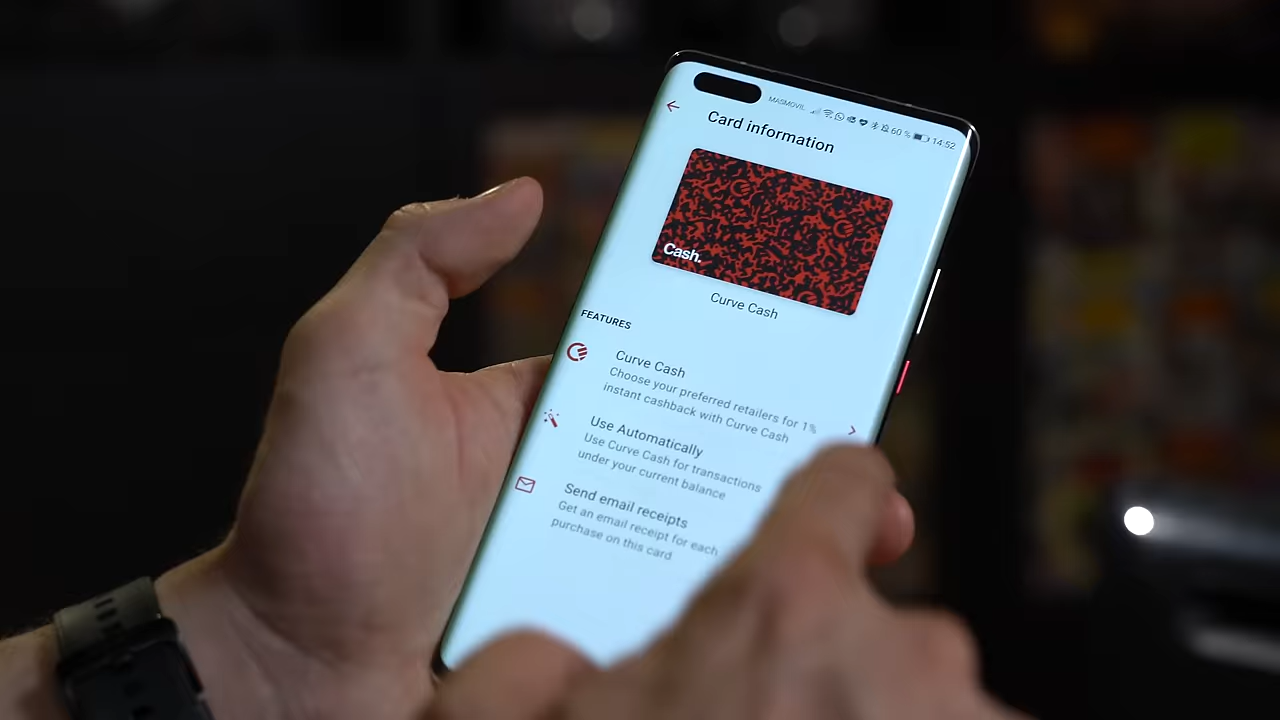 MASMOVIL 60 % 14:52
Card information
Cash.
Curve Cash
FEATURES
Curve Cash
Choose your preferred retailers for 1%
instant cashback with Curve Cash
Use Automatically
Use Curve Cash for transactions
under your current balance
Send email receipts
Get an email receipt for each
purchase on this card